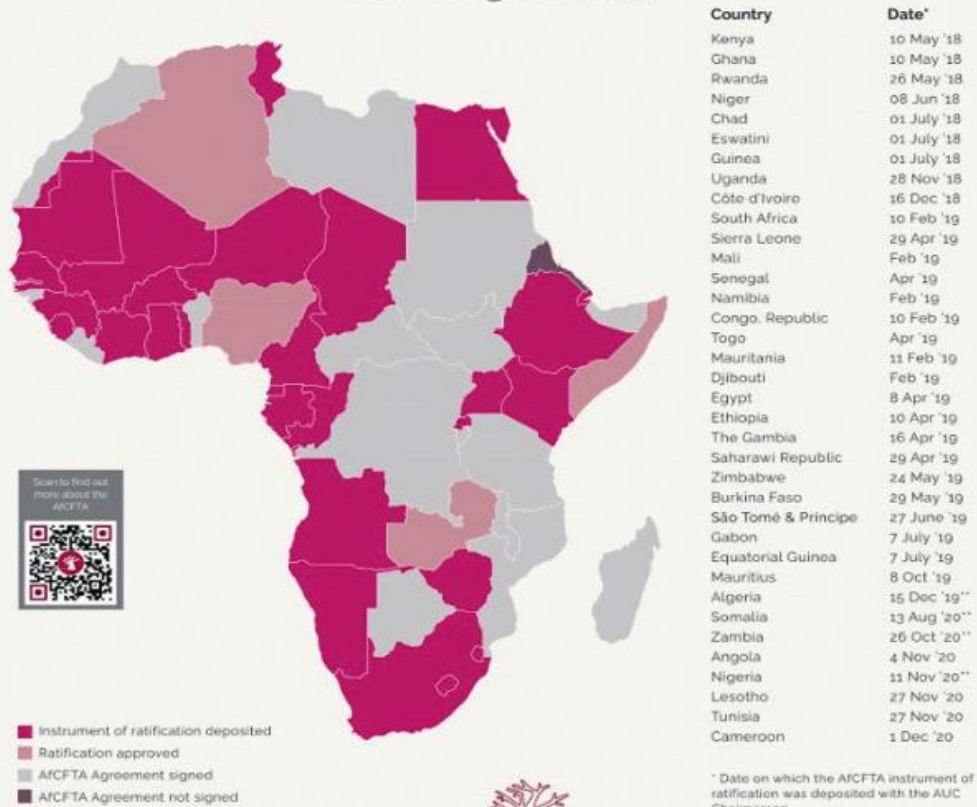 Country Date*
Kenya 10 May '18
Ghana 10 May '18
Rwanda 26 May '18
Niger 08 Jun '18
Chad 01 July '18
Eswatini 01 July '18
Guinea 01 July '18
Uganda 28 Nov '18
Côte d'Ivoire 16 Dec '18
South Africa 10 Feb '19
Sierra Leone 29 Apr '19
Mali Feb '19
Senegal Apr '19
Namibia Feb '19
Congo, Republic 10 Feb '19
Togo Apr '19
Mauritania 11 Feb '19
Djibouti Feb '19
Egypt 8 Apr '19
Ethiopia 10 Apr '19
The Gambia 16 Apr '19
Saharawi Republic 29 Apr '19
Zimbabwe 24 May '19
Burkina Faso 29 May '19
São Tomé & Principe 27 June '19
Gabon 7 July '19
Equatorial Guinea 7 July '19
Mauritius 8 Oct '19
Algeria 15 Dec '19**
Somalia 13 Aug '20**
Zambia 26 Oct '20**
Angola 4 Nov '20
Nigeria 11 Nov '20**
Lesotho 27 Nov '20
Tunisia 27 Nov '20
Cameroon 1 Dec '20
Scan to find out
more about the
AfCFTA
Instrument of ratification deposited
Ratification approved
AfCFTA Agreement signed
AfCFTA Agreement not signed
* Date on which the AfCFTA instrument of
ratification was deposited with the AUC